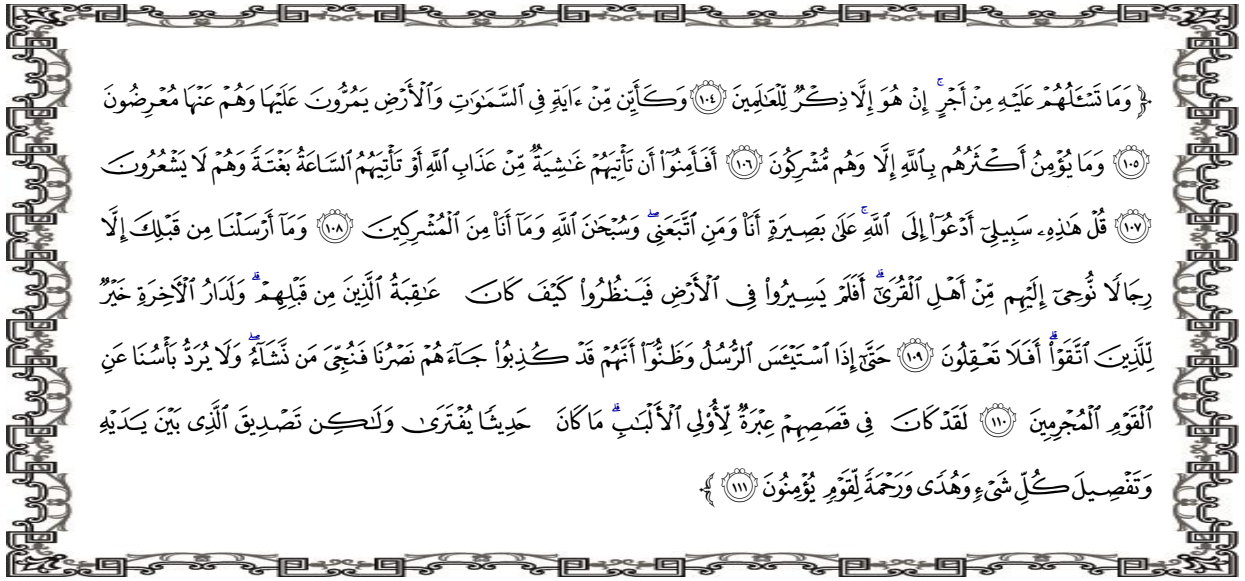 ﴿ وَمَا تَسْـَٔلُهُمْ عَلَيْهِ مِنْ أَجْرٍۚ إِنْ هُوَ إِلَّا ذِكْرٌ لِّلْعَٰلَمِينَ ١٠٤ وَكَأَيِّن مِّنْ ءَايَةٍ فِي ٱلسَّمَٰوَٰتِ وَٱلْأَرْضِ يَمُرُّونَ عَلَيْهَا وَهُمْ عَنْهَا مُعْرِضُونَ
١٠٥ وَمَا يُؤْمِنُ أَكْثَرُهُم بِٱللَّهِ إِلَّا وَهُم مُّشْرِكُونَ ١٠٦ أَفَأَمِنُوٓا۟ أَن تَأْتِيَهُمْ غَٰشِيَةٌ مِّنْ عَذَابِ ٱللَّهِ أَوْ تَأْتِيَهُمُ ٱلسَّاعَةُ بَغْتَةً وَهُمْ لَا يَشْعُرُونَ
١٠٧ قُلْ هَٰذِهِۦ سَبِيلِيٓ أَدْعُوٓا۟ إِلَى ٱللَّهِۚ عَلَىٰ بَصِيرَةٍ أَنَا۠ وَمَنِ ٱتَّبَعَنِيۖ وَسُبْحَٰنَ ٱللَّهِ وَمَآ أَنَا۠ مِنَ ٱلْمُشْرِكِينَ ١٠٨ وَمَآ أَرْسَلْنَا مِن قَبْلِكَ إِلَّا
رِجَالًا نُّوحِيٓ إِلَيْهِم مِّنْ أَهْلِ ٱلْقُرَىٰٓۗ أَفَلَمْ يَسِيرُوا۟ فِي ٱلْأَرْضِ فَيَنظُرُوا۟ كَيْفَ كَانَ عَٰقِبَةُ ٱلَّذِينَ مِن قَبْلِهِمْۗ وَلَدَارُ ٱلْءَاخِرَةِ خَيْرٌ
لِّلَّذِينَ ٱتَّقَوْا۟ۗ أَفَلَا تَعْقِلُونَ ١٠٩ حَتَّىٰٓ إِذَا ٱسْتَيْـَٔسَ ٱلرُّسُلُ وَظَنُّوٓا۟ أَنَّهُمْ قَدْ كُذِبُوا۟ جَآءَهُمْ نَصْرُنَا فَنُجِّيَ مَن نَّشَآءُۖ وَلَا يُرَدُّ بَأْسُنَا عَنِ
ٱلْقَوْمِ ٱلْمُجْرِمِينَ ١١٠ لَقَدْ كَانَ فِي قَصَصِهِمْ عِبْرَةٌ لِّأُو۟لِي ٱلْأَلْبَٰبِۗ مَا كَانَ حَدِيثًا يُفْتَرَىٰ وَلَٰكِن تَصْدِيقَ ٱلَّذِي بَيْنَ يَدَيْهِ
وَتَفْصِيلَ كُلِّ شَيْءٍ وَهُدًى وَرَحْمَةً لِّقَوْمٍ يُؤْمِنُونَ ١١١ ﴾